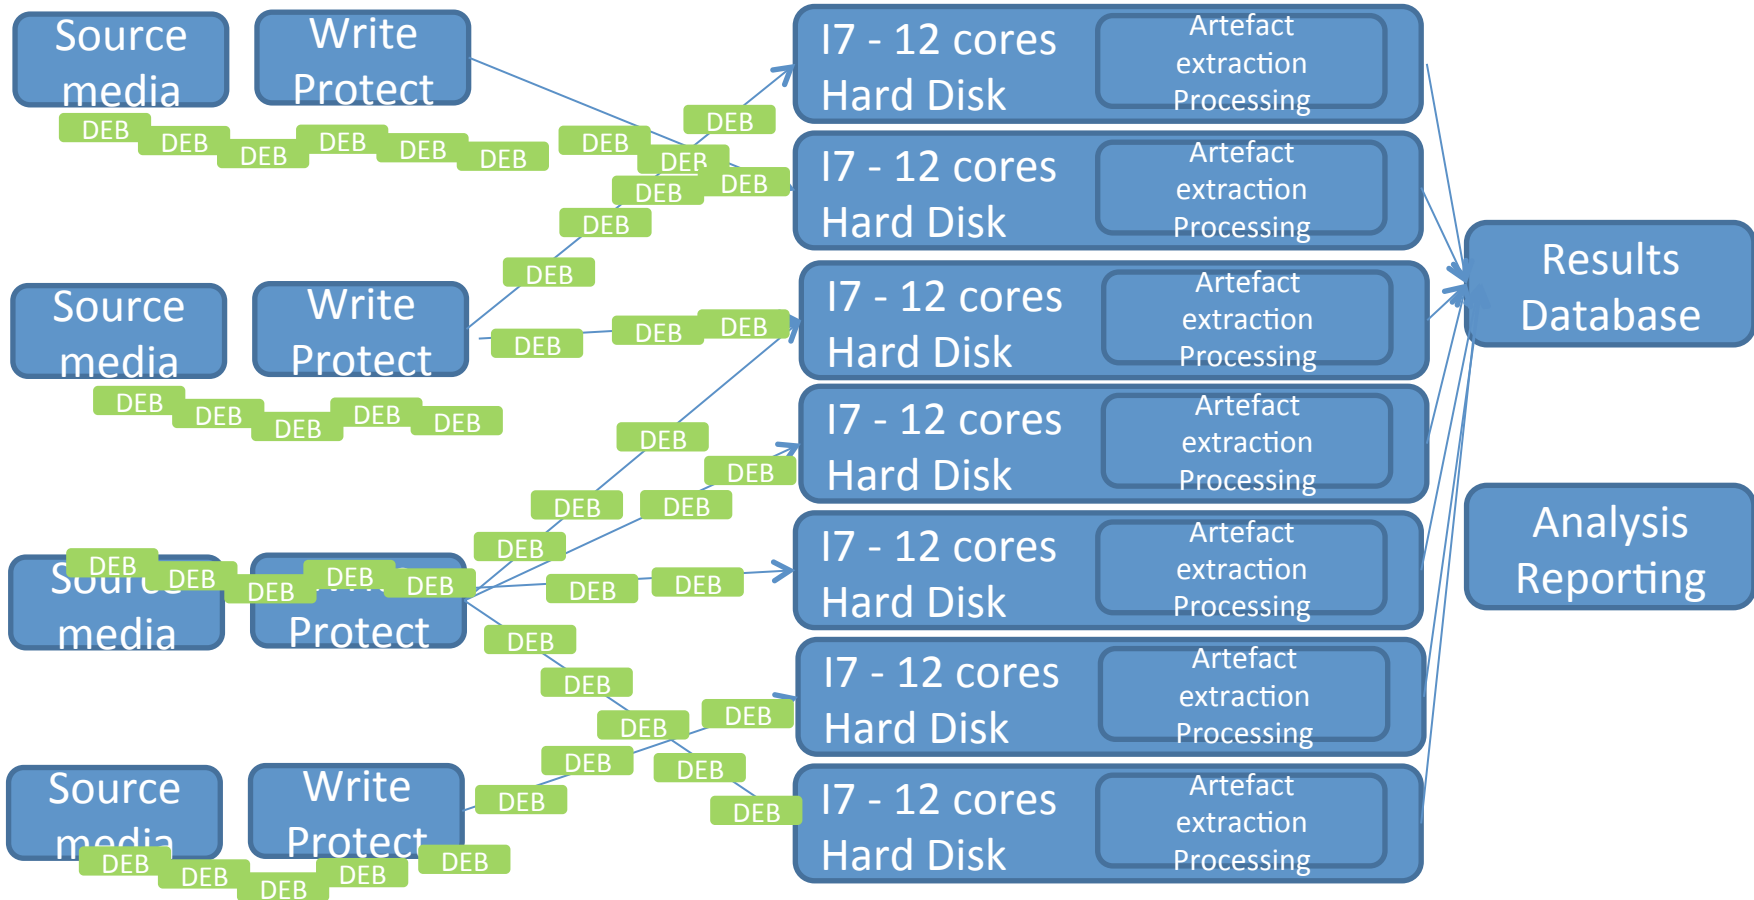 Source
media
Write
Protect
DEB
DEB
DEB
DEB
DEB
DEB
DEB
DEB
DEB
DEB
DEB
DEB
DEB
I7 - 12 cores
Hard Disk
Artefact
extraction
Processing
I7 - 12 cores
Hard Disk
Artefact
extraction
Processing
Source
media
Write
Protect
DEB
DEB
DEB
DEB
DEB
DEB
DEB
DEB
I7 - 12 cores
Hard Disk
Artefact
extraction
Processing
Results
Database
I7 - 12 cores
Hard Disk
Artefact
extraction
Processing
DEB
DEB
DEB
DEB
DEB
Source
media
Write
Protect
DEB
DEB
DEB
DEB
DEB
DEB
DEB
I7 - 12 cores
Hard Disk
Artefact
extraction
Processing
Analysis
Reporting
DEB
DEB
DEB
DEB
DEB
I7 - 12 cores
Hard Disk
Artefact
extraction
Processing
Source
media
Write
Protect
DEB
DEB
DEB
DEB
DEB
DEB
DEB
DEB
I7 - 12 cores
Hard Disk
Artefact
extraction
Processing